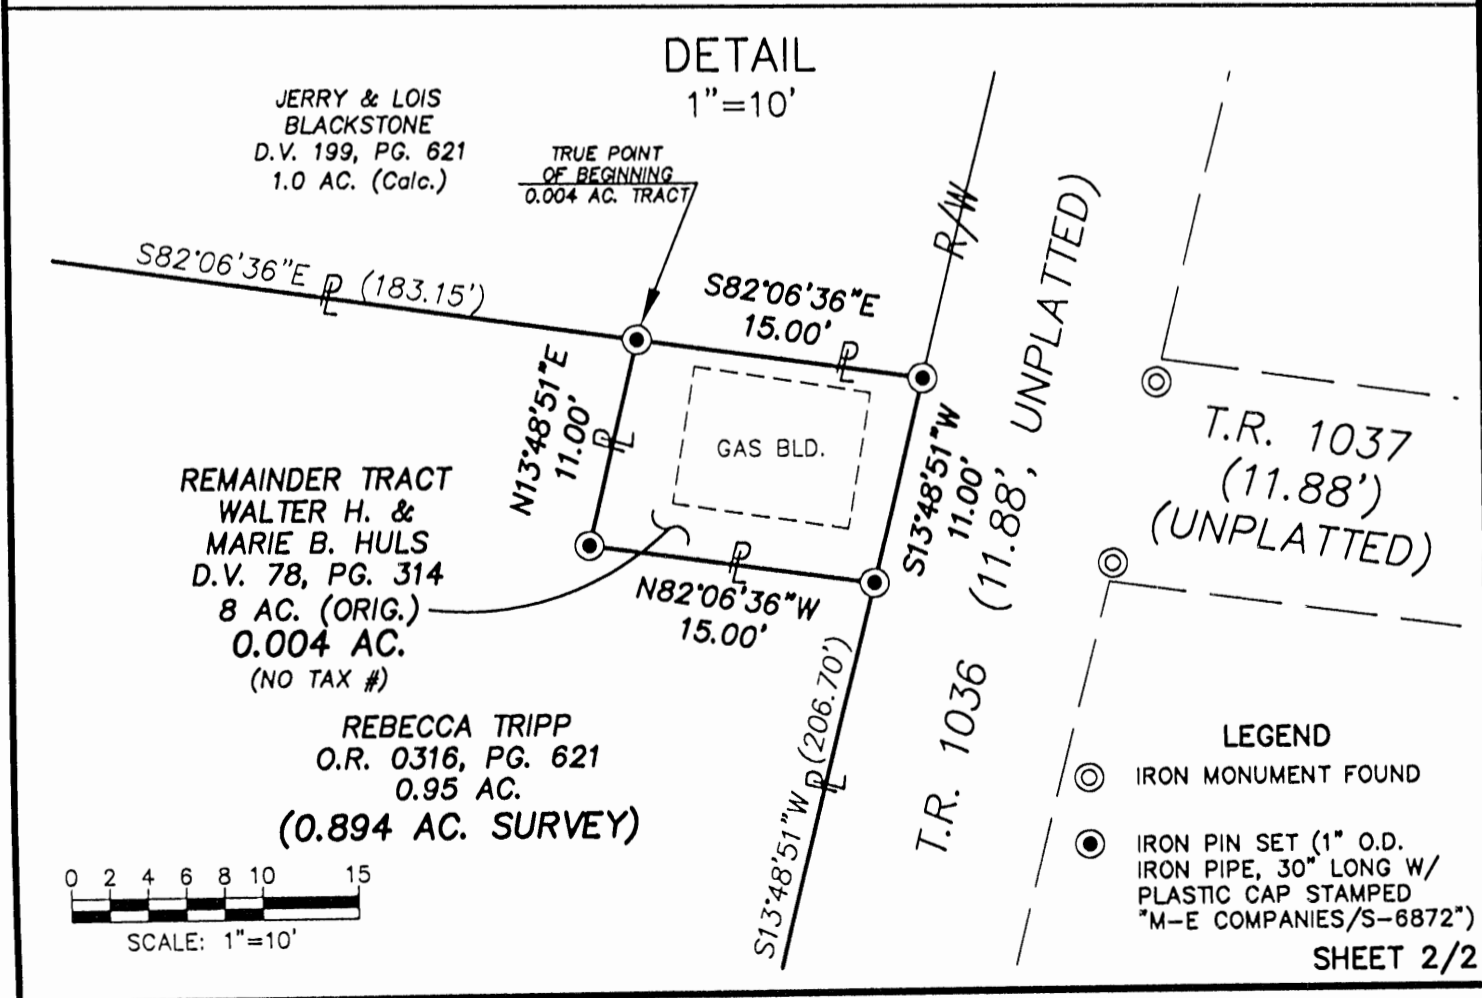 DETAIL
1"=10'
JERRY & LOIS
BLACKSTONE
D.V. 199, PG. 621
1.0 AC. (Calc.)
TRUE POINT
OF BEGINNING
0.004 AC. TRACT
S82°06'36"E PL (183.15')
S82°06'36"E
15.00'
PL
R/W
N13°48'51"E
11.00'
PL
GAS BLD.
S13°48'51"W
11.00'
PL
N82°06'36"W
15.00'
T.R. 1036 (11.88', UNPLATTED)
T.R. 1037
(11.88')
(UNPLATTED)
REMAINDER TRACT
WALTER H. &
MARIE B. HULS
D.V. 78, PG. 314
8 AC. (ORIG.)
0.004 AC.
(NO TAX #)
REBECCA TRIPP
O.R. 0316, PG. 621
0.95 AC.
(0.894 AC. SURVEY)
S13°48'51"W PL (206.70')
0 2 4 6 8 10 15
SCALE: 1"=10'
LEGEND
IRON MONUMENT FOUND
IRON PIN SET (1" O.D.
IRON PIPE, 30" LONG W/
PLASTIC CAP STAMPED
"M-E COMPANIES/S-6872")
SHEET 2/2